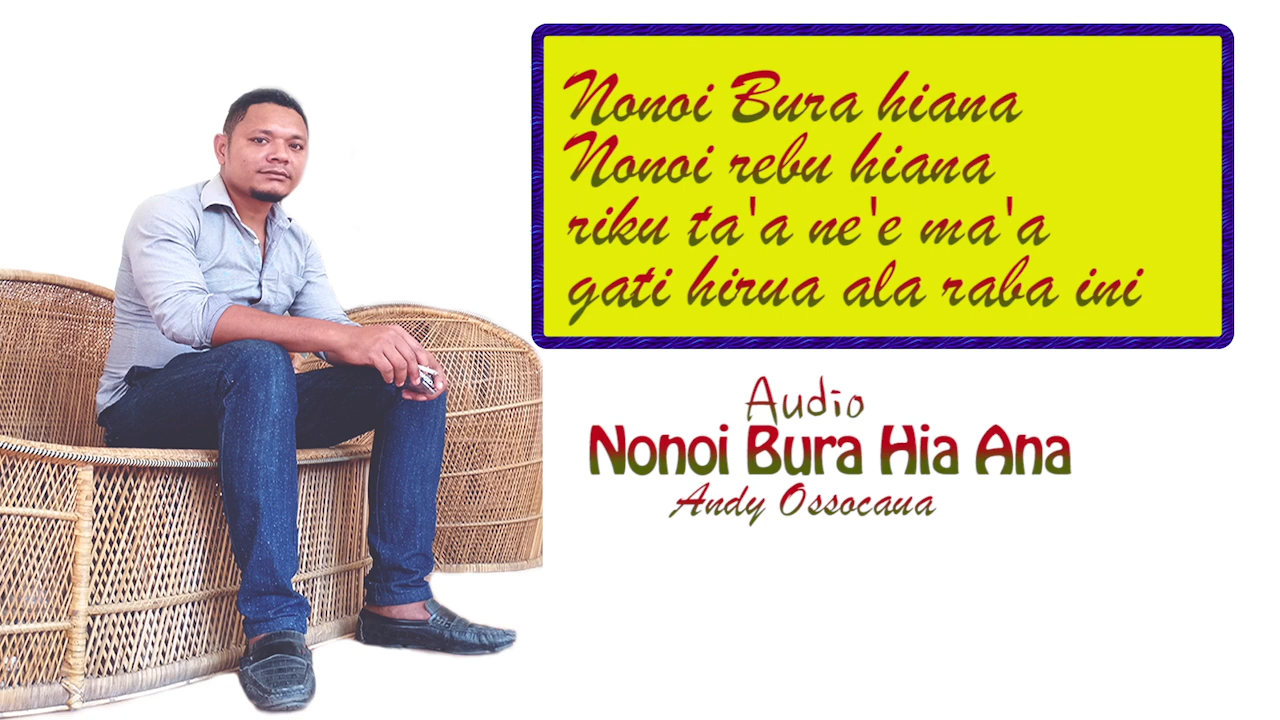 Nonoi Bura hiana
Nonoi rebu hiana
riku ta'a ne'e ma'a
gati hirua ala raba ini
Audio
Nonoi Bura Hia Ana
Andy Ossocaua